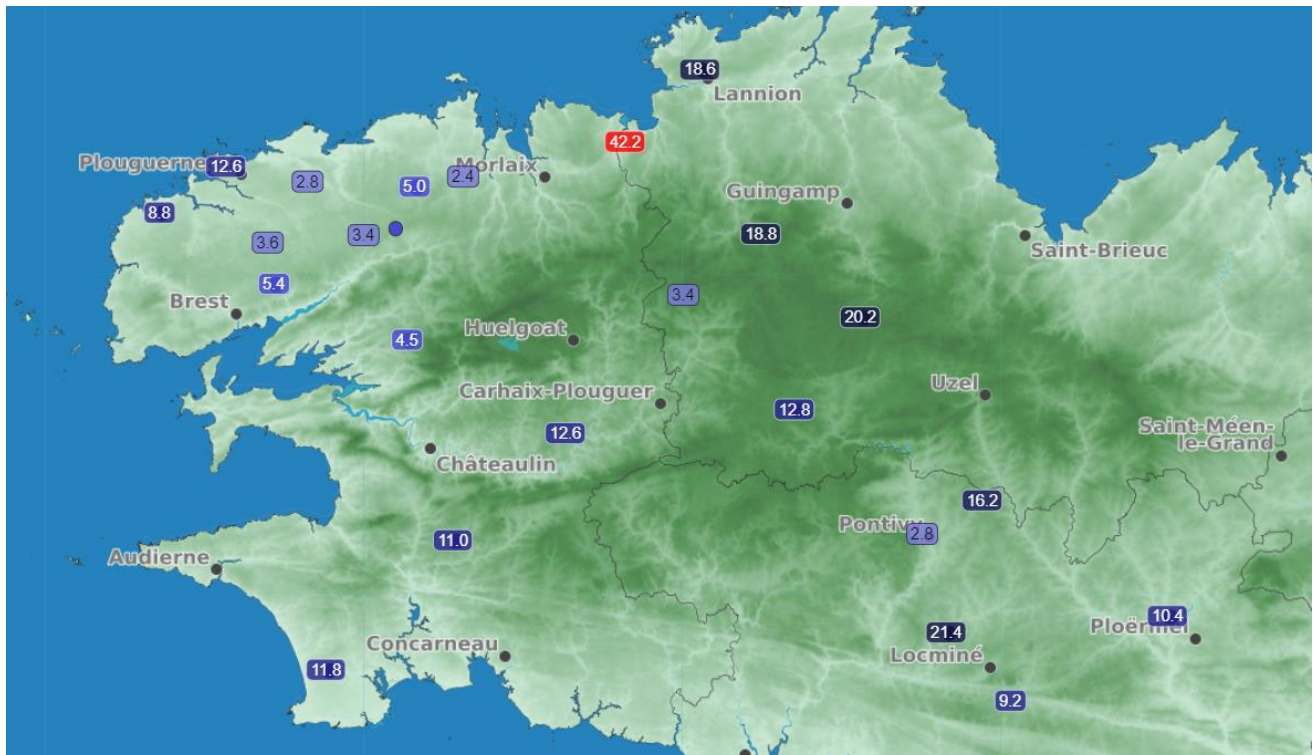 18.6
Lannion
42.2
Plouguerne
12.6
2.8
5.0
2.4
Morlaix
8.8
Guingamp
3.6
3.4
18.8
Saint-Brieuc
5.4
3.4
Brest
20.2
4.5
Huelgoat
Carhaix-Plouguer
Uzel
12.8
12.6
Saint-Méen-
le-Grand
Châteaulin
16.2
Pontivy
2.8
11.0
Audierne
10.4
Ploërmel
21.4
Concarneau
Locminé
11.8
9.2